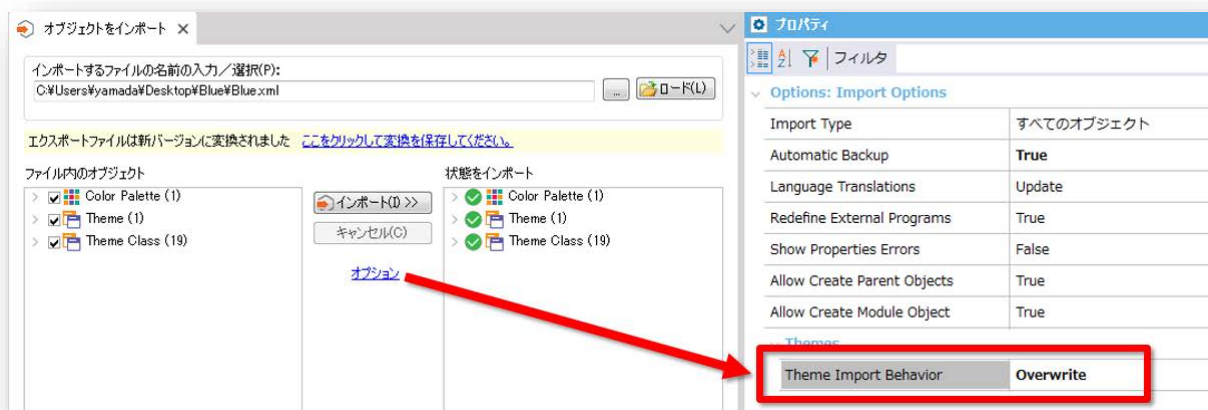 オブジェクトをインポート ×
インポートするファイルの名前の入力／選択(P):
C:¥Users¥yamada¥Desktop¥Blue¥Blue.xml
...
ロード(L)
エクスポートファイルは新バージョンに変換されました ここをクリックして変換を保存してください。
ファイル内のオブジェクト
Color Palette (1)
Theme (1)
Theme Class (19)
インポート(I) >>
キャンセル(C)
オプション
状態をインポート
Color Palette (1)
Theme (1)
Theme Class (19)
プロパティ
フィルタ
Options: Import Options
Import Type すべてのオブジェクト
Automatic Backup True
Language Translations Update
Redefine External Programs True
Show Properties Errors False
Allow Create Parent Objects True
Allow Create Module Object True
Themes
Theme Import Behavior Overwrite